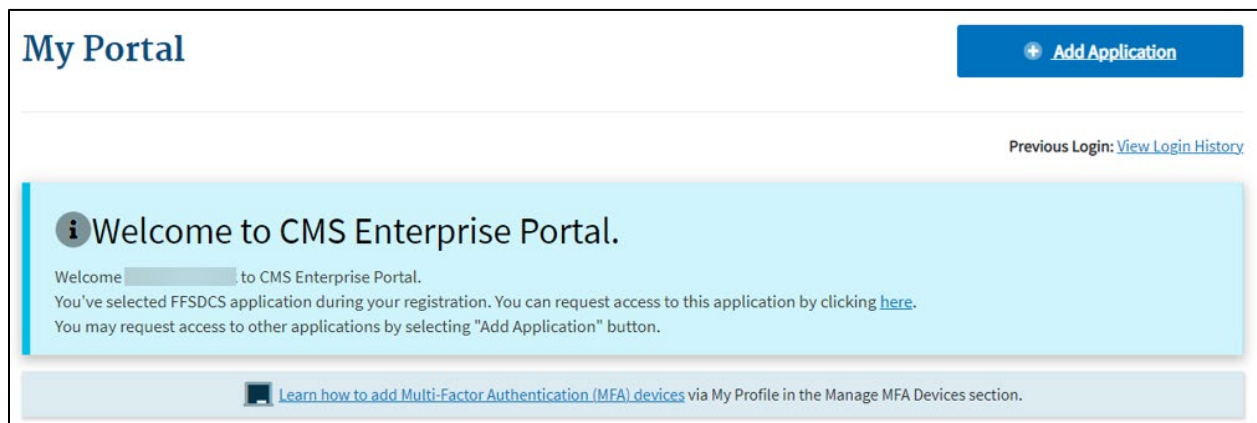 My Portal
Add Application
Previous Login: View Login History
Welcome to CMS Enterprise Portal.
Welcome to CMS Enterprise Portal.
You've selected FFSDCS application during your registration. You can request access to this application by clicking here.
You may request access to other applications by selecting "Add Application" button.
Learn how to add Multi-Factor Authentication (MFA) devices via My Profile in the Manage MFA Devices section.